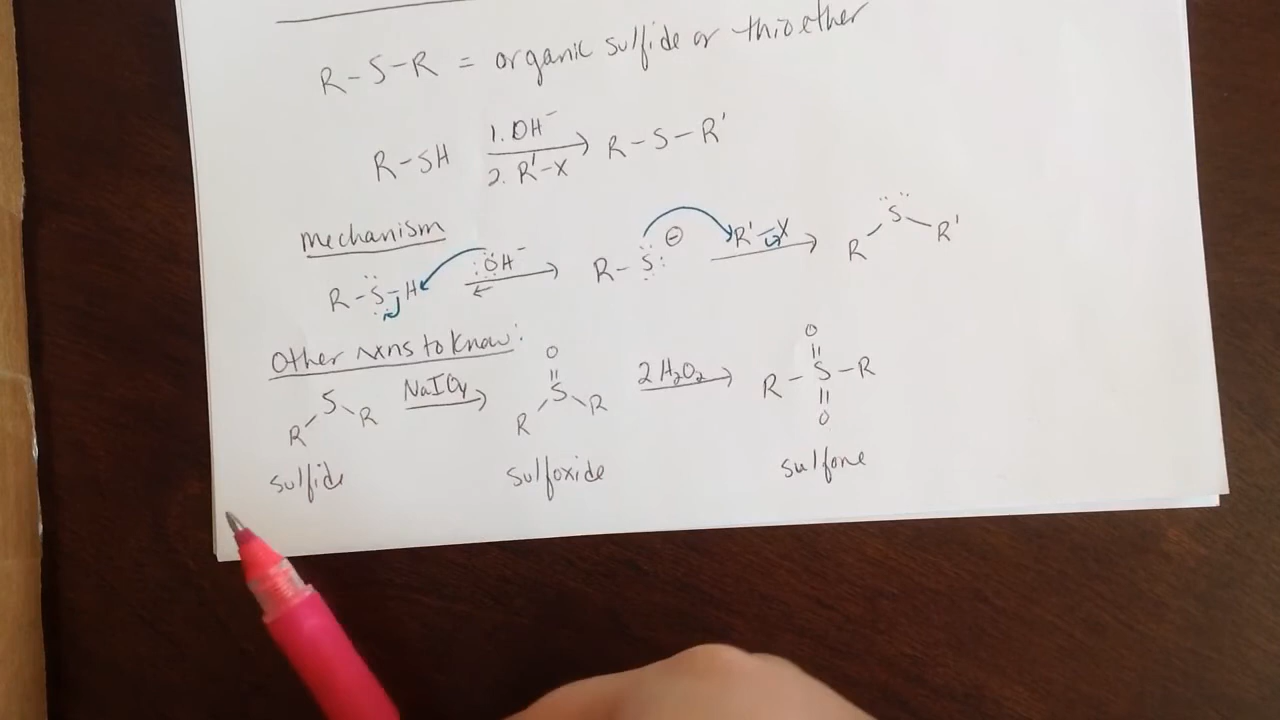 R-S-R = organic sulfide or thioether
1. OH⁻
R-SH → R-S-R'
2. R'-X
Mechanism
R-S-H :ÖH⁻ ⇌ R-S: ⊖ R'-X → R S R'
Other rxns to know:
R S R NaIO4 → O = S R R 2 H2O2 → R-S-R O O
sulfide sulfoxide sulfone